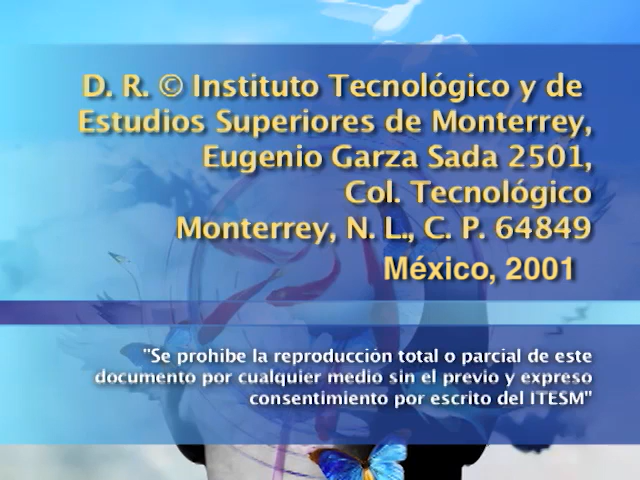 D. R. © Instituto Tecnológico y de
Estudios Superiores de Monterrey,
Eugenio Garza Sada 2501,
Col. Tecnológico
Monterrey, N. L., C. P. 64849
México, 2001
"Se prohibe la reproducción total o parcial de este
documento por cualquier medio sin el previo y expreso
consentimiento por escrito del ITESM"